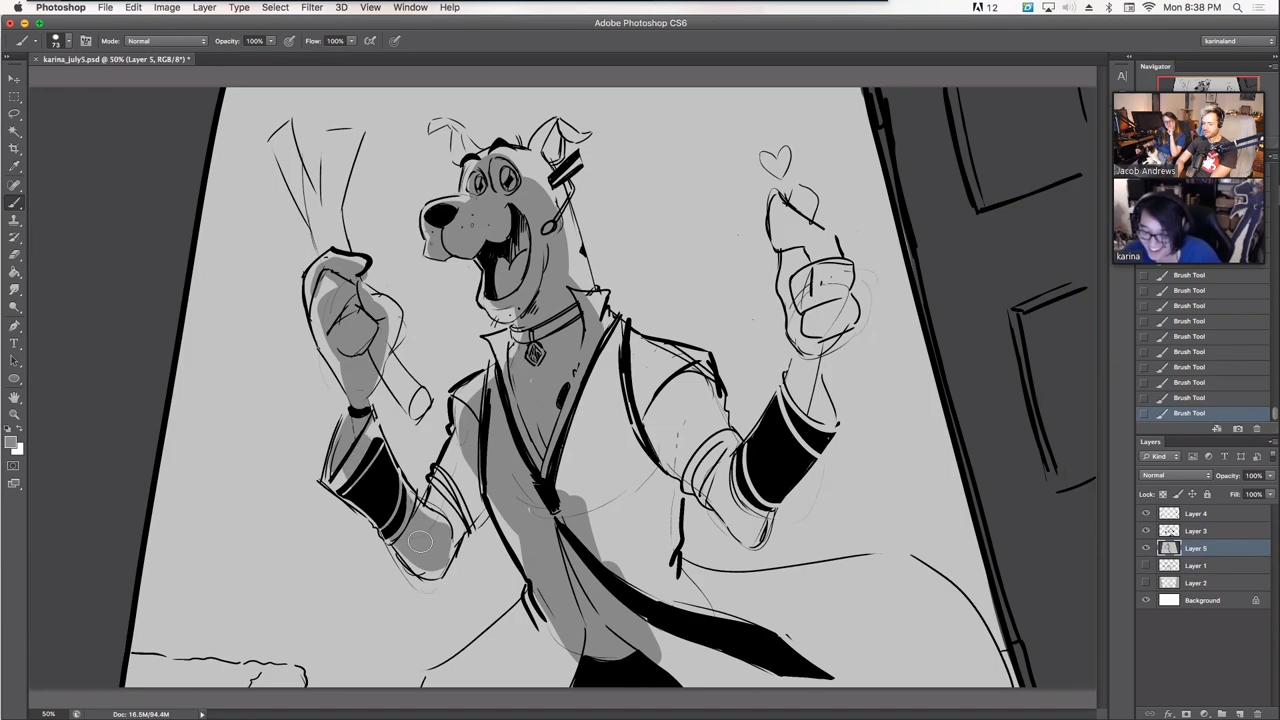 Photoshop File Edit Image Layer Type Select Filter 3D View Window Help
12 Mon 8:38 PM
Adobe Photoshop CS6
73 Mode: Normal Opacity: 100% Flow: 100% karinaland
karina_july5.psd @ 50% (Layer 5, RGB/8*) *
Navigator
Jacob Andrews
karina
Brush Tool
Brush Tool
Brush Tool
Brush Tool
Brush Tool
Brush Tool
Brush Tool
Brush Tool
Brush Tool
Brush Tool
Layers
Kind
Normal Opacity: 100%
Lock: Fill: 100%
Layer 4
Layer 3
Layer 5
Layer 1
Layer 2
Background
50% Doc: 16.5M/94.4M